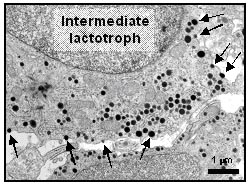 Intermediate
lactotroph
1 µm